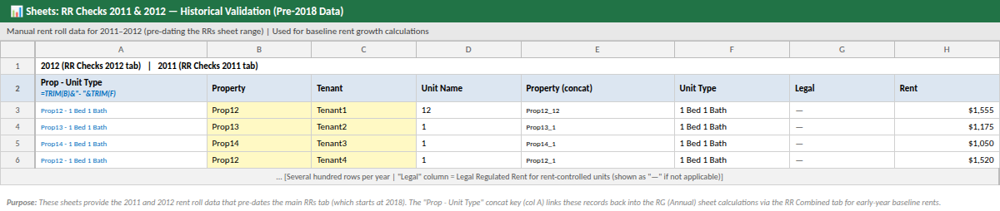 📊 Sheets: RR Checks 2011 & 2012 — Historical Validation (Pre-2018 Data)
Manual rent roll data for 2011–2012 (pre-dating the RRs sheet range) | Used for baseline rent growth calculations
A B C D E F G H
1 2012 (RR Checks 2012 tab) | 2011 (RR Checks 2011 tab)
2 Prop - Unit Type Property Tenant Unit Name Property (concat) Unit Type Legal Rent
=TRIM(B)&"- "&TRIM(F)
3 Prop12 - 1 Bed 1 Bath Prop12 Tenant1 12 Prop12_12 1 Bed 1 Bath — $1,555
4 Prop13 - 1 Bed 1 Bath Prop13 Tenant2 1 Prop13_1 1 Bed 1 Bath — $1,175
5 Prop14 - 1 Bed 1 Bath Prop14 Tenant3 1 Prop14_1 1 Bed 1 Bath — $1,050
6 Prop12 - 1 Bed 1 Bath Prop12 Tenant4 1 Prop12_1 1 Bed 1 Bath — $1,520
... [Several hundred rows per year | "Legal" column = Legal Regulated Rent for rent-controlled units (shown as "—" if not applicable)]
Purpose: These sheets provide the 2011 and 2012 rent roll data that pre-dates the main RRs tab (which starts at 2018). The "Prop - Unit Type" concat key (col A) links these records back into the RG (Annual) sheet calculations via the RR Combined tab for early-year baseline rents.